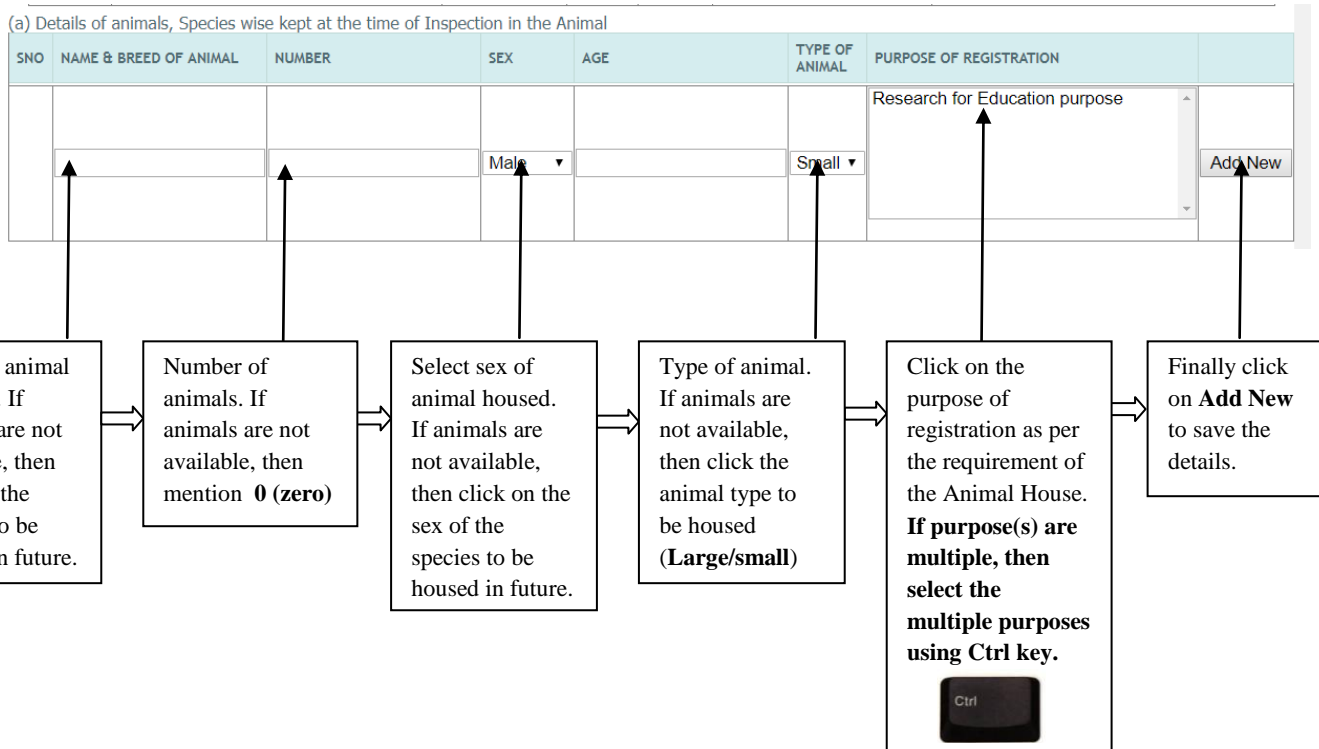 (a) Details of animals, Species wise kept at the time of Inspection in the Animal
SNO NAME & BREED OF ANIMAL NUMBER SEX AGE TYPE OF ANIMAL PURPOSE OF REGISTRATION
Research for Education purpose
Male Small Add New
animal
If
are not
, then
the
o be
n future.
Number of
animals. If
animals are not
available, then
mention 0 (zero)
Select sex of
animal housed.
If animals are
not available,
then click on the
sex of the
species to be
housed in future.
Type of animal.
If animals are
not available,
then click the
animal type to
be housed
(Large/small)
Click on the
purpose of
registration as per
the requirement of
the Animal House.
If purpose(s) are
multiple, then
select the
multiple purposes
using Ctrl key.
Ctrl
Finally click
on Add New
to save the
details.